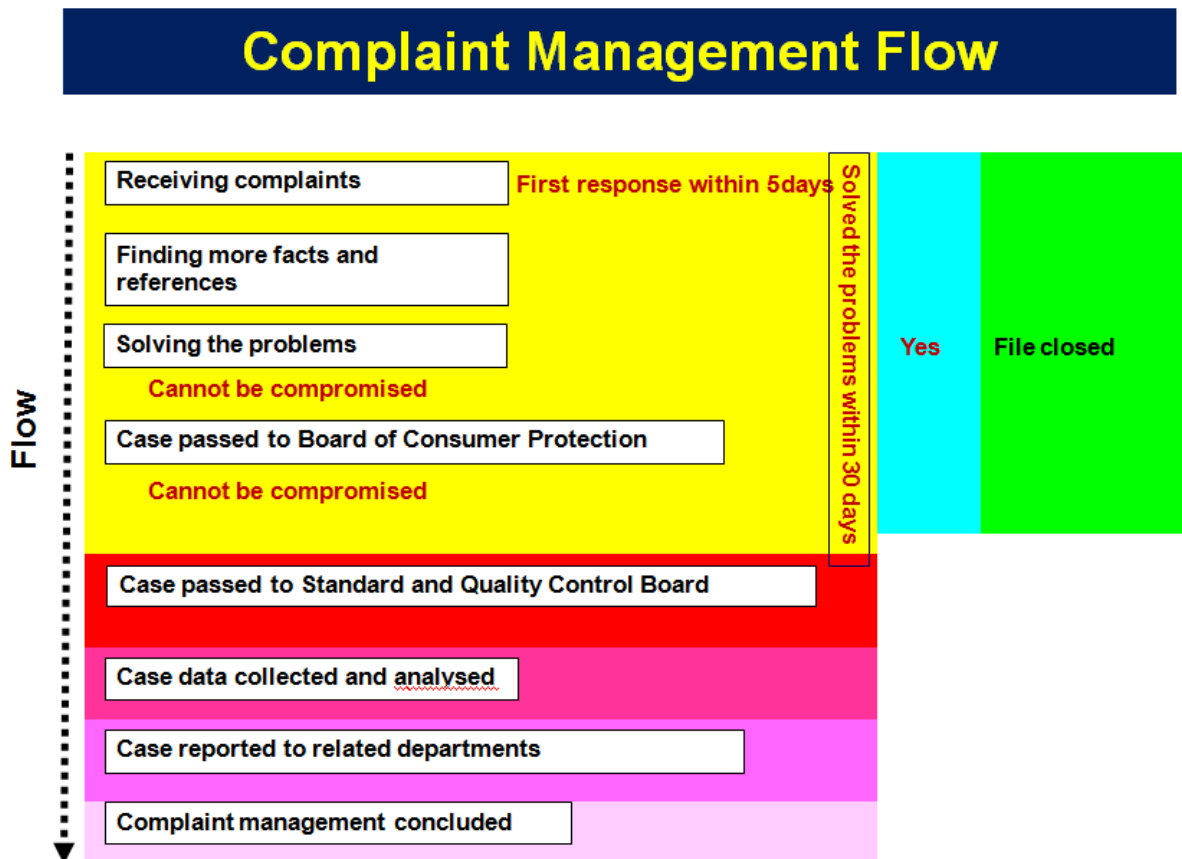 Complaint Management Flow
Flow
Receiving complaints
First response within 5days
Finding more facts and
references
Solving the problems
Cannot be compromised
Case passed to Board of Consumer Protection
Cannot be compromised
Solved the problems within 30 days
Yes
File closed
Case passed to Standard and Quality Control Board
Case data collected and analysed
Case reported to related departments
Complaint management concluded